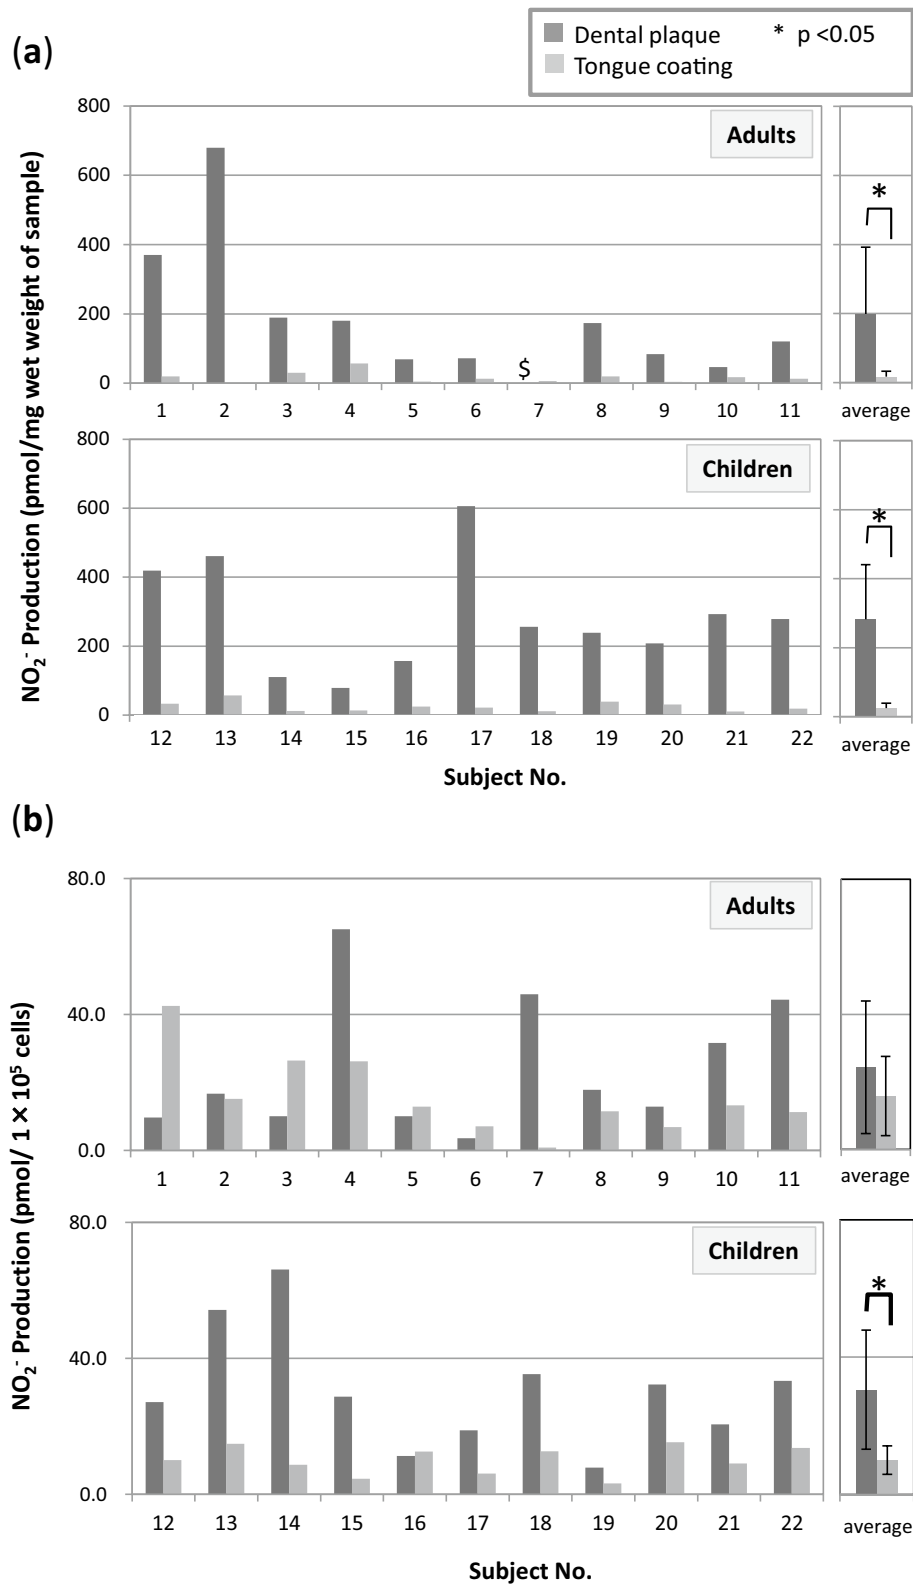 (a)
Dental plaque * p <0.05
Tongue coating
NO₂⁻ Production (pmol/mg wet weight of sample)
800
600
400
200
0
Adults
$
1 2 3 4 5 6 7 8 9 10 11
*
average
800
600
400
200
0
Children
12 13 14 15 16 17 18 19 20 21 22
*
average
Subject No.
(b)
NO₂⁻ Production (pmol/ 1 × 10⁵ cells)
80.0
40.0
0.0
Adults
1 2 3 4 5 6 7 8 9 10 11
average
80.0
40.0
0.0
Children
12 13 14 15 16 17 18 19 20 21 22
*
average
Subject No.